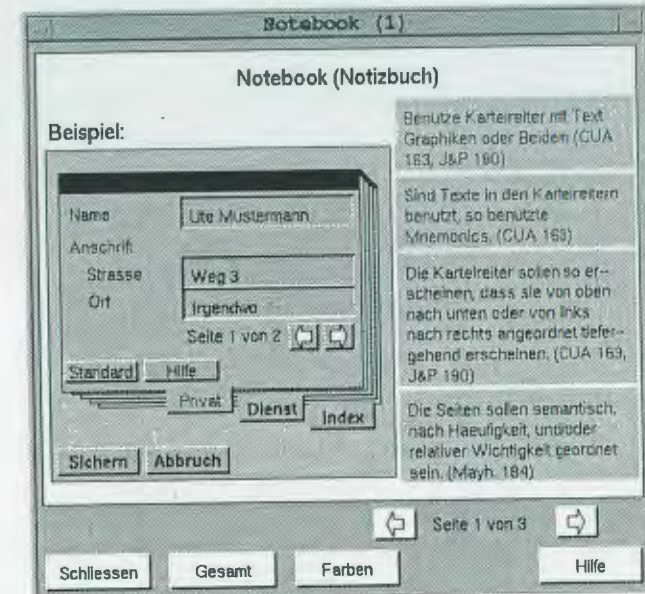 Notebook (1)
Notebook (Notizbuch)
Beispiel:
Name
Ute Mustermann
Anschrift
Strasse
Weg 3
Ort
Irgendwo
Seite 1 von 2
Standard
Hilfe
Privat
Dienst
Index
Sichern
Abbruch
Benutze Karteireiter mit Text
Graphiken oder Beiden (CUA
163, J&P 190)
Sind Texte in den Karteireitern
benutzt, so benutzte
Mnemonics. (CUA 163)
Die Karteireiter sollen so er-
scheinen, dass sie von oben
nach unten oder von links
nach rechts angeordnet tiefer-
gehend erscheinen. (CUA 163,
J&P 190)
Die Seiten sollen semantisch,
nach Haeufigkeit, und/oder
relativer Wichtigkeit geordnet
sein. (Mayh. 184)
Seite 1 von 3
Schliessen
Gesamt
Farben
Hilfe